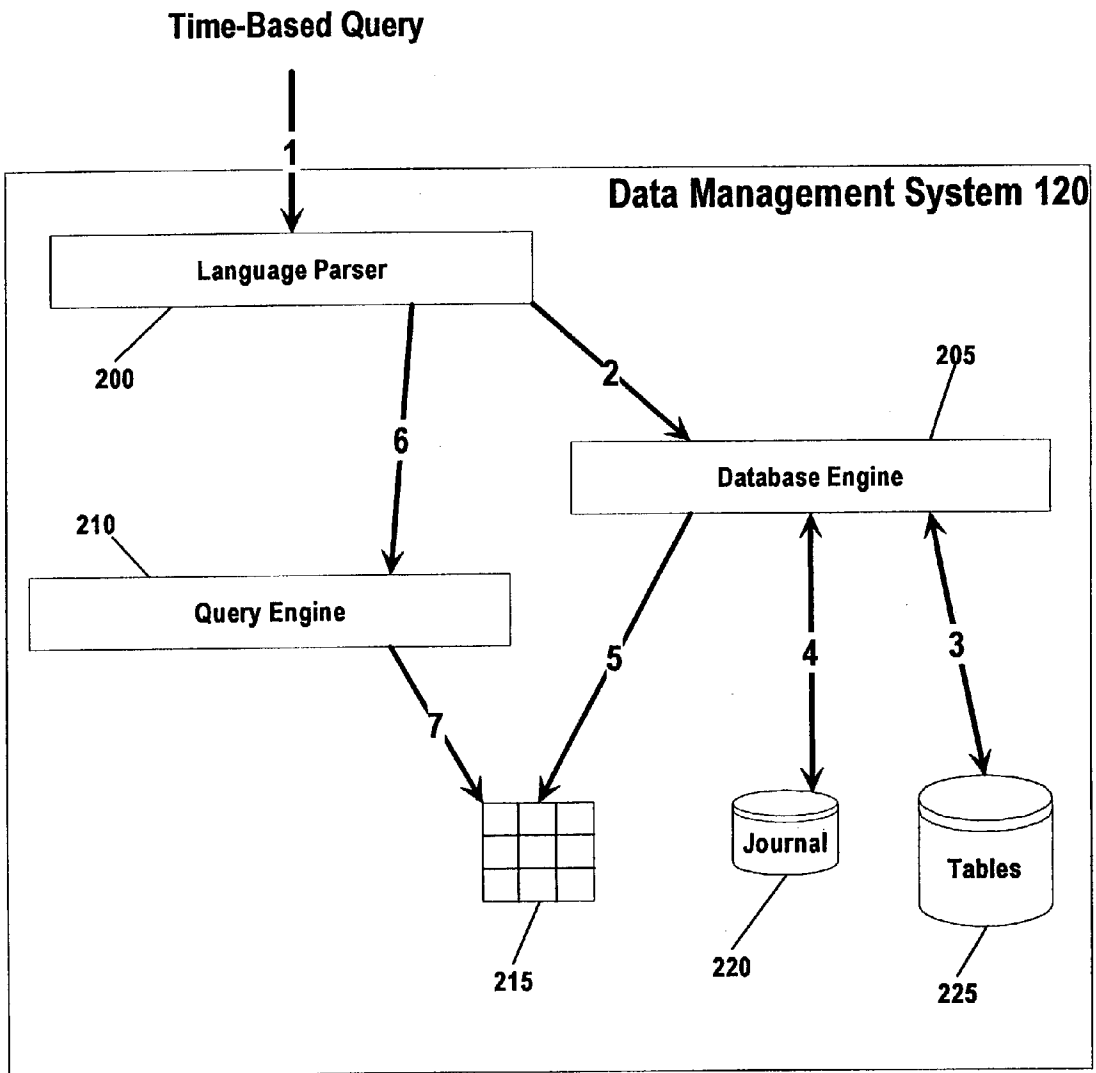 Time-Based Query
1
Data Management System 120
Language Parser
200
2
205
6
Database Engine
210
Query Engine
5
4
3
7
Journal
Tables
215
220
225